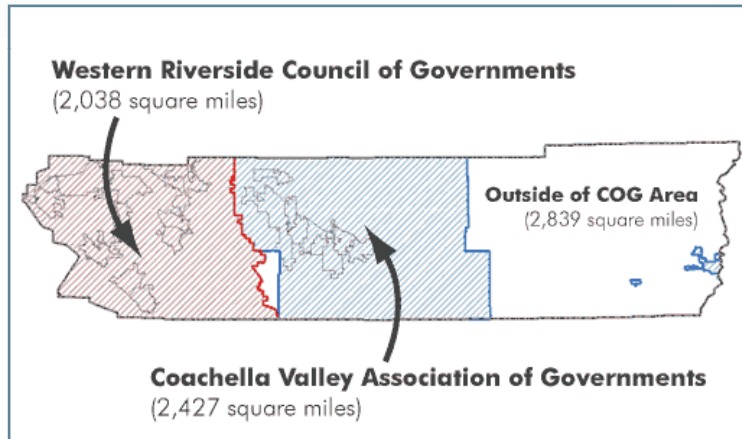 Western Riverside Council of Governments
(2,038 square miles)
Outside of COG Area
(2,839 square miles)
Coachella Valley Association of Governments
(2,427 square miles)